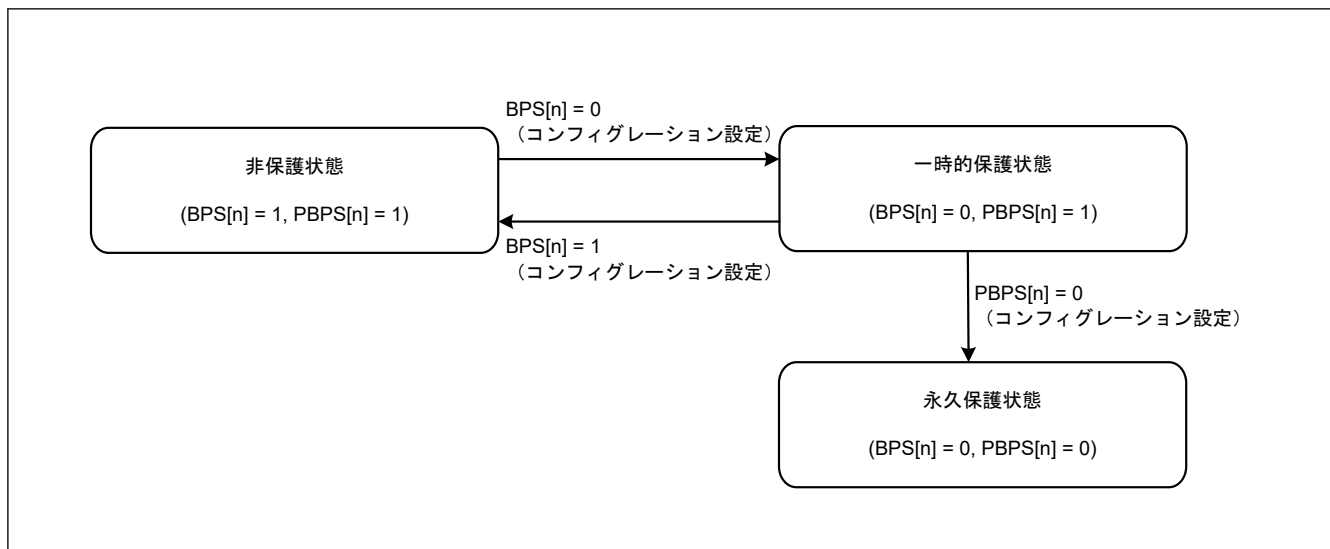 BPS[n] = 0
（コンフィグレーション設定）
非保護状態
(BPS[n] = 1, PBPS[n] = 1)
一時的保護状態
(BPS[n] = 0, PBPS[n] = 1)
BPS[n] = 1
（コンフィグレーション設定）
PBPS[n] = 0
（コンフィグレーション設定）
永久保護状態
(BPS[n] = 0, PBPS[n] = 0)